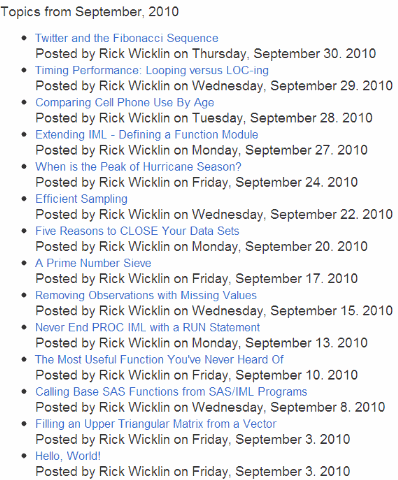 Topics from September, 2010
Twitter and the Fibonacci Sequence
Posted by Rick Wicklin on Thursday, September 30. 2010
Timing Performance: Looping versus LOC-ing
Posted by Rick Wicklin on Wednesday, September 29. 2010
Comparing Cell Phone Use By Age
Posted by Rick Wicklin on Tuesday, September 28. 2010
Extending IML - Defining a Function Module
Posted by Rick Wicklin on Monday, September 27. 2010
When is the Peak of Hurricane Season?
Posted by Rick Wicklin on Friday, September 24. 2010
Efficient Sampling
Posted by Rick Wicklin on Wednesday, September 22. 2010
Five Reasons to CLOSE Your Data Sets
Posted by Rick Wicklin on Monday, September 20. 2010
A Prime Number Sieve
Posted by Rick Wicklin on Friday, September 17. 2010
Removing Observations with Missing Values
Posted by Rick Wicklin on Wednesday, September 15. 2010
Never End PROC IML with a RUN Statement
Posted by Rick Wicklin on Monday, September 13. 2010
The Most Useful Function You've Never Heard Of
Posted by Rick Wicklin on Friday, September 10. 2010
Calling Base SAS Functions from SAS/IML Programs
Posted by Rick Wicklin on Wednesday, September 8. 2010
Filling an Upper Triangular Matrix from a Vector
Posted by Rick Wicklin on Friday, September 3. 2010
Hello, World!
Posted by Rick Wicklin on Friday, September 3. 2010